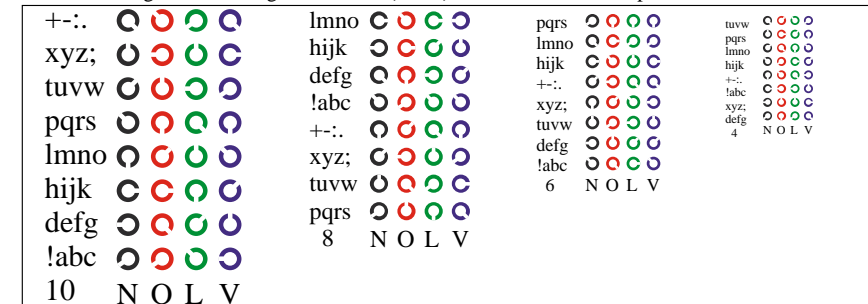 +-:.
xyz;
tuvw
pqrs
lmno
hijk
defg
!abc
10 N O L V
lmno
hijk
defg
!abc
+-:.
xyz;
tuvw
pqrs
8 N O L V
pqrs
lmno
hijk
+-:.
xyz;
tuvw
defg
!abc
6 N O L V
tuvw
pqrs
lmno
hijk
+-:.
!abc
xyz;
defg
4 N O L V